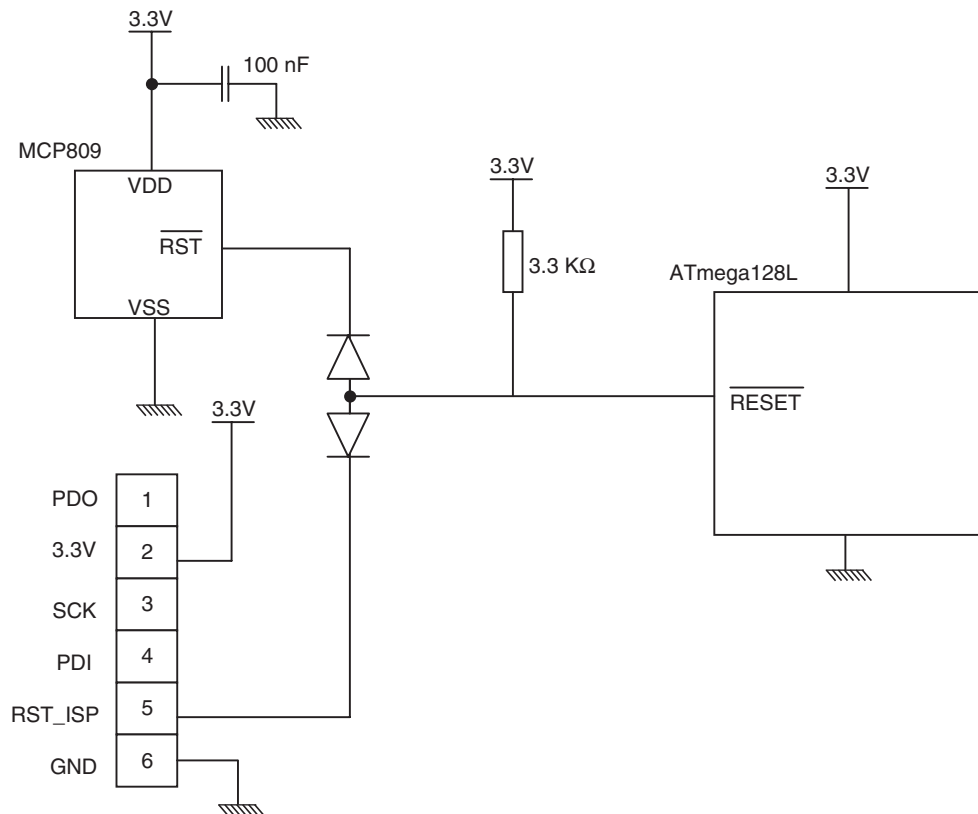 3.3V
100 nF
MCP809
VDD
RST
VSS
3.3V
3.3 KΩ
3.3V
ATmega128L
RESET
3.3V
PDO 1
3.3V 2
SCK 3
PDI 4
RST_ISP 5
GND 6